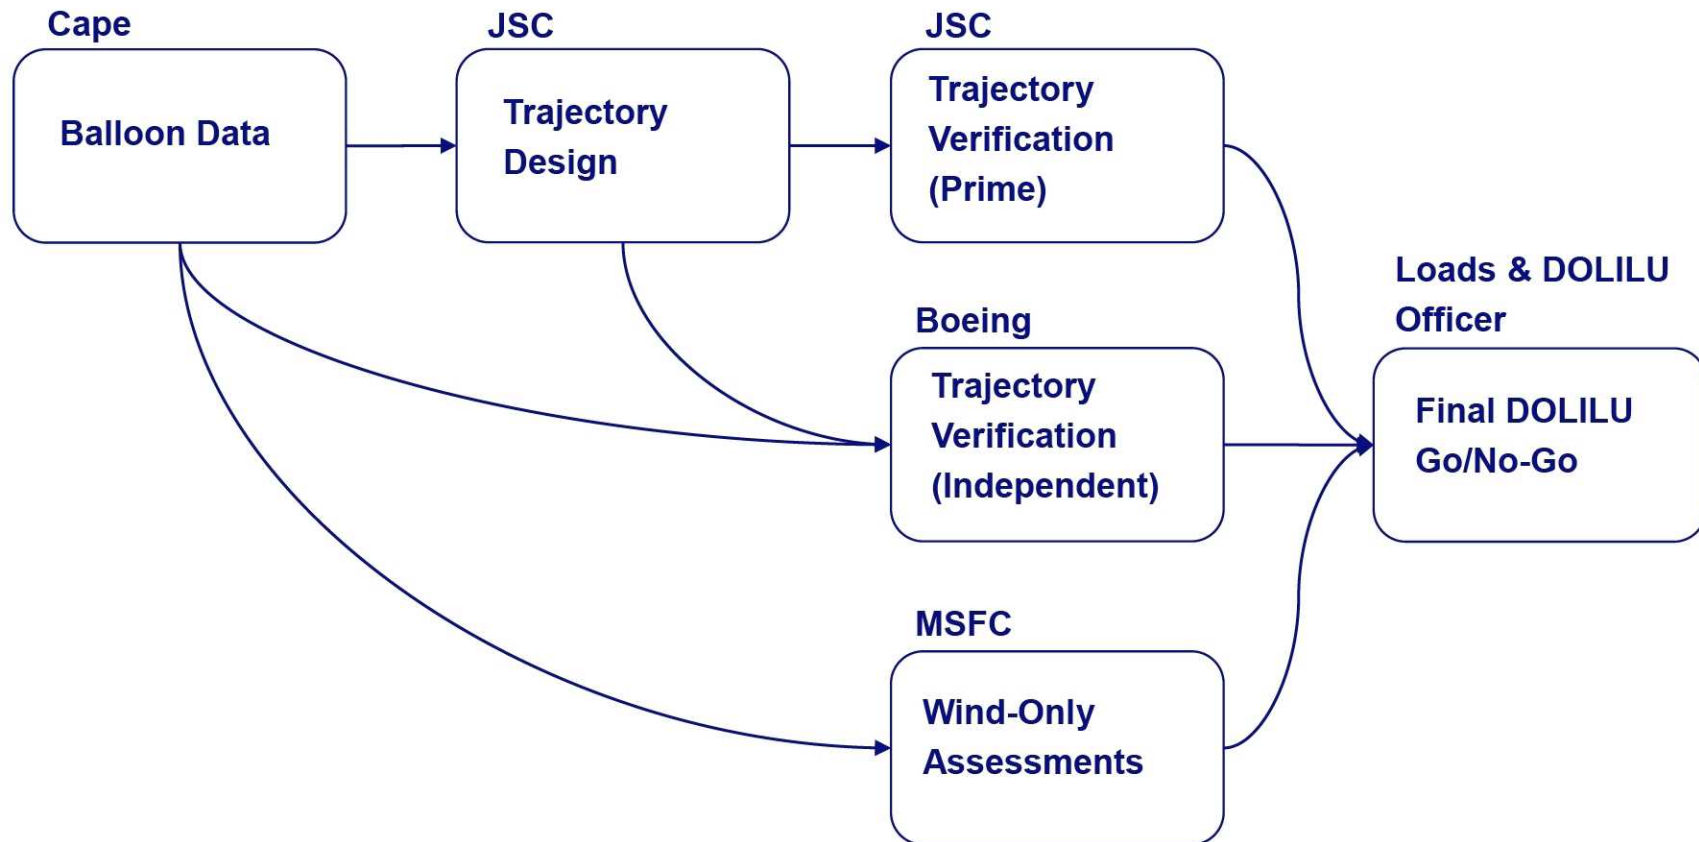 Cape
Balloon Data
JSC
Trajectory
Design
JSC
Trajectory
Verification
(Prime)
Boeing
Trajectory
Verification
(Independent)
MSFC
Wind-Only
Assessments
Loads & DOLILU
Officer
Final DOLILU
Go/No-Go